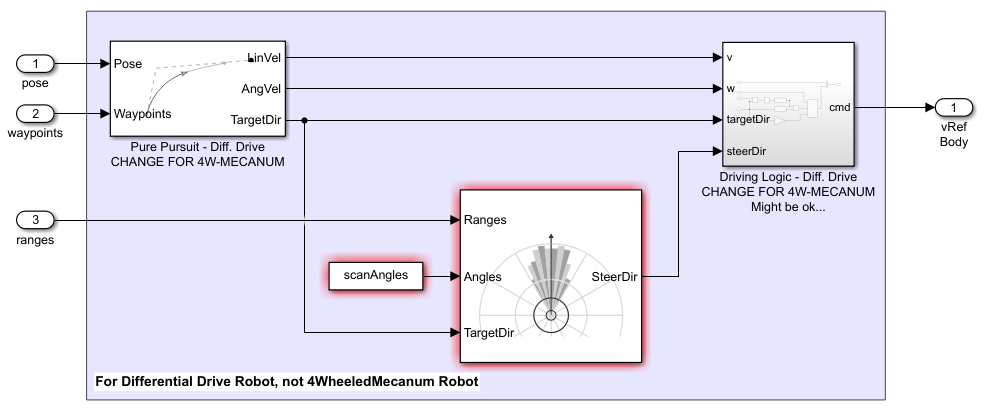 1
pose
2
waypoints
3
ranges
Pose
Waypoints
LinVel
AngVel
TargetDir
Pure Pursuit - Diff. Drive
CHANGE FOR 4W-MECANUM
v
w
targetDir
steerDir
cmd
Driving Logic - Diff. Drive
CHANGE FOR 4W-MECANUM
Might be ok...
1
vRef
Body
scanAngles
Ranges
Angles
TargetDir
SteerDir
For Differential Drive Robot, not 4WheeledMecanum Robot